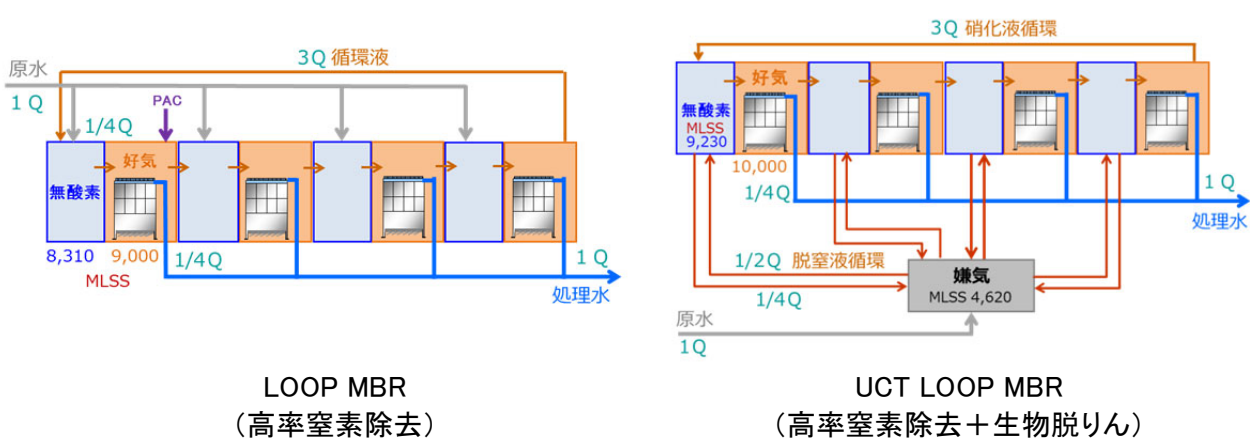 3Q 循環液
原水
1 Q
PAC
1/4Q
好気
無酸素
8,310
9,000
MLSS
1/4Q
1 Q
処理水
LOOP MBR
（高率窒素除去）
3Q 硝化液循環
好気
無酸素
MLSS
9,230
10,000
1/4Q
1 Q
処理水
1/2Q 脱窒液循環
1/4Q
嫌気
MLSS 4,620
原水
1Q
UCT LOOP MBR
（高率窒素除去＋生物脱りん）